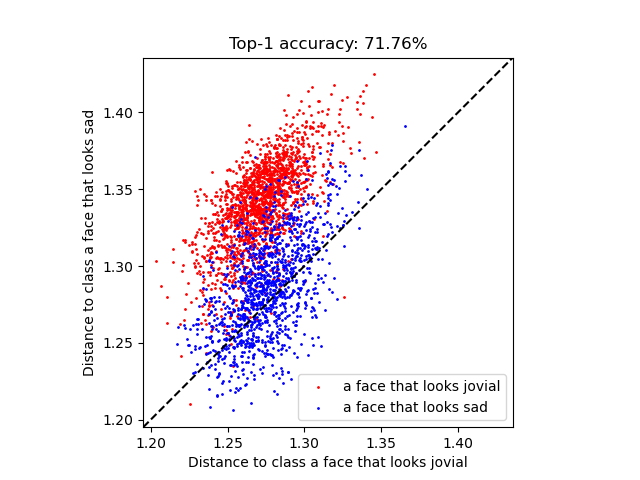 Top-1 accuracy: 71.76%
Distance to class a face that looks sad
1.40
1.35
1.30
1.25
1.20
a face that looks jovial
a face that looks sad
1.20 1.25 1.30 1.35 1.40
Distance to class a face that looks jovial